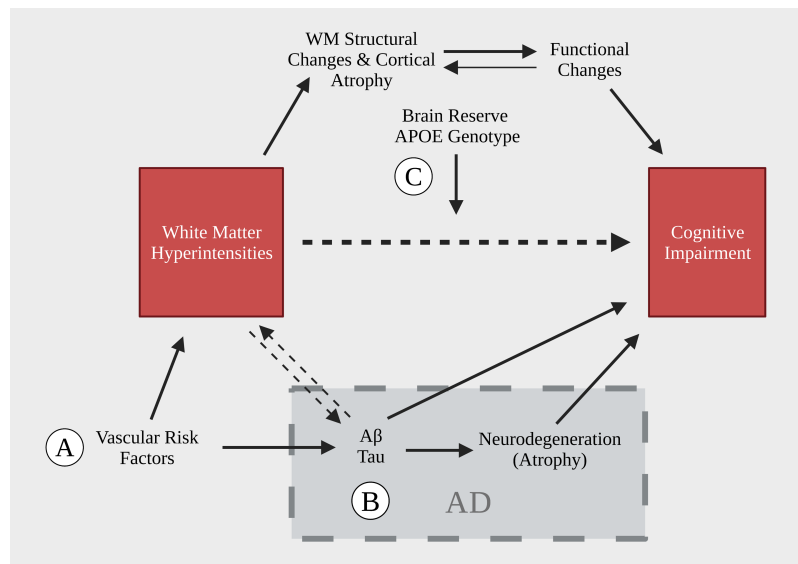 WM Structural
Changes & Cortical
Atrophy
Functional
Changes
Brain Reserve
APOE Genotype
C
White Matter
Hyperintensities
Cognitive
Impairment
A
Vascular Risk
Factors
Aβ
Tau
Neurodegeneration
(Atrophy)
B
AD